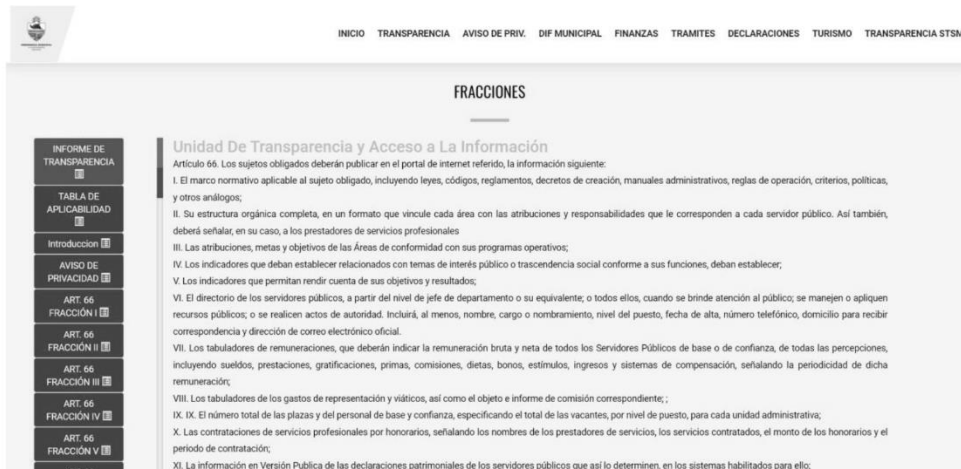 INICIO TRANSPARENCIA AVISO DE PRIV. DIF MUNICIPAL FINANZAS TRAMITES DECLARACIONES TURISMO TRANSPARENCIA STSM
FRACCIONES
INFORME DE
TRANSPARENCIA
TABLA DE
APLICABILIDAD
Introduccion
AVISO DE
PRIVACIDAD
ART. 66
FRACCIÓN I
ART. 66
FRACCIÓN II
ART. 66
FRACCIÓN III
ART. 66
FRACCIÓN IV
ART. 66
FRACCIÓN V
Unidad De Transparencia y Acceso a La Información
Artículo 66. Los sujetos obligados deberán publicar en el portal de internet referido, la información siguiente:
I. El marco normativo aplicable al sujeto obligado, incluyendo leyes, códigos, reglamentos, decretos de creación, manuales administrativos, reglas de operación, criterios, políticas,
y otros análogos;
II. Su estructura orgánica completa, en un formato que vincule cada área con las atribuciones y responsabilidades que le corresponden a cada servidor público. Así también,
deberá señalar, en su caso, a los prestadores de servicios profesionales
III. Las atribuciones, metas y objetivos de las Áreas de conformidad con sus programas operativos;
IV. Los indicadores que deban establecer relacionados con temas de interés público o trascendencia social conforme a sus funciones, deban establecer;
V. Los indicadores que permitan rendir cuenta de sus objetivos y resultados;
VI. El directorio de los servidores públicos, a partir del nivel de jefe de departamento o su equivalente; o todos ellos, cuando se brinde atención al público; se manejen o apliquen
recursos públicos; o se realicen actos de autoridad. Incluirá, al menos, nombre, cargo o nombramiento, nivel del puesto, fecha de alta, número telefónico, domicilio para recibir
correspondencia y dirección de correo electrónico oficial.
VII. Los tabuladores de remuneraciones, que deberán indicar la remuneración bruta y neta de todos los Servidores Públicos de base o de confianza, de todas las percepciones,
incluyendo sueldos, prestaciones, gratificaciones, primas, comisiones, dietas, bonos, estímulos, ingresos y sistemas de compensación, señalando la periodicidad de dicha
remuneración;
VIII. Los tabuladores de los gastos de representación y viáticos, así como el objeto e informe de comisión correspondiente; ;
IX. IX. El número total de las plazas y del personal de base y confianza, especificando el total de las vacantes, por nivel de puesto, para cada unidad administrativa;
X. Las contrataciones de servicios profesionales por honorarios, señalando los nombres de los prestadores de servicios, los servicios contratados, el monto de los honorarios y el
periodo de contratación;
XI. La información en Versión Publica de las declaraciones patrimoniales de los servidores públicos que así lo determinen, en los sistemas habilitados para ello;